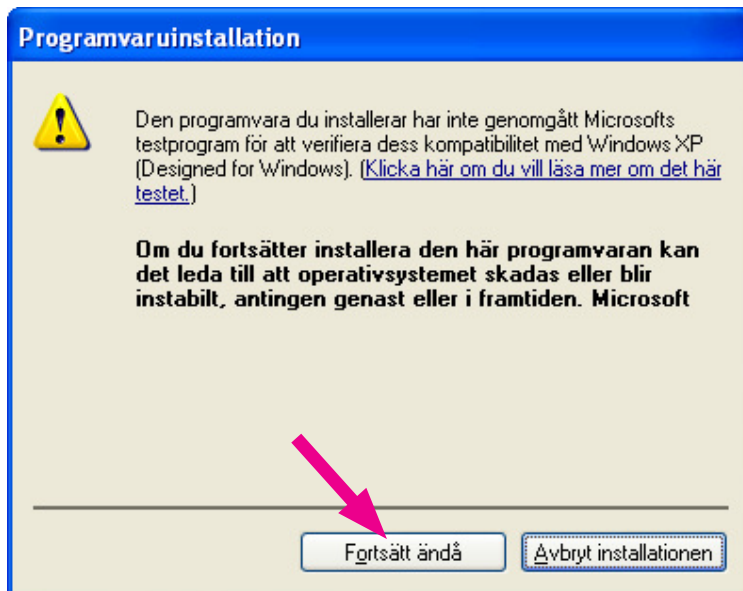 Programvaruinstallation
Den programvara du installerar har inte genomgått Microsofts
testprogram för att verifiera dess kompatibilitet med Windows XP
(Designed for Windows). (Klicka här om du vill läsa mer om det här
testet.)
Om du fortsätter installera den här programvaran kan
det leda till att operativsystemet skadas eller blir
instabilt, antingen genast eller i framtiden. Microsoft
Fortsätt ändå
Avbryt installationen